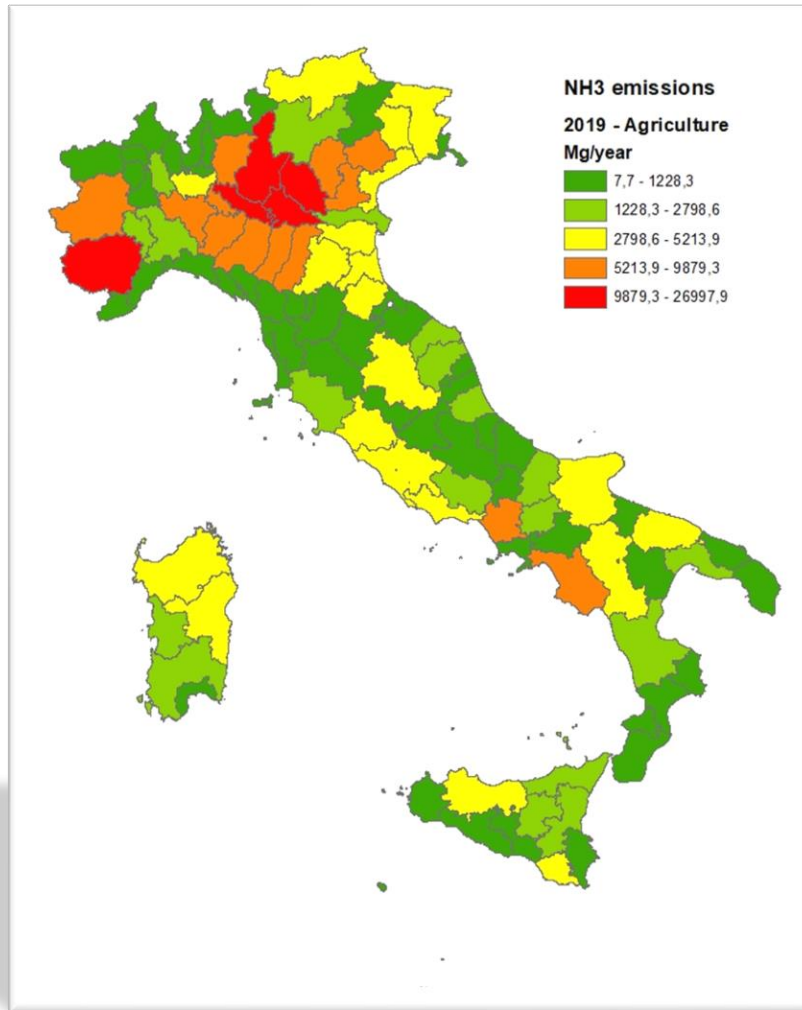 NH3 emissions
2019 - Agriculture
Mg/year
7,7 - 1228,3
1228,3 - 2798,6
2798,6 - 5213,9
5213,9 - 9879,3
9879,3 - 26997,9